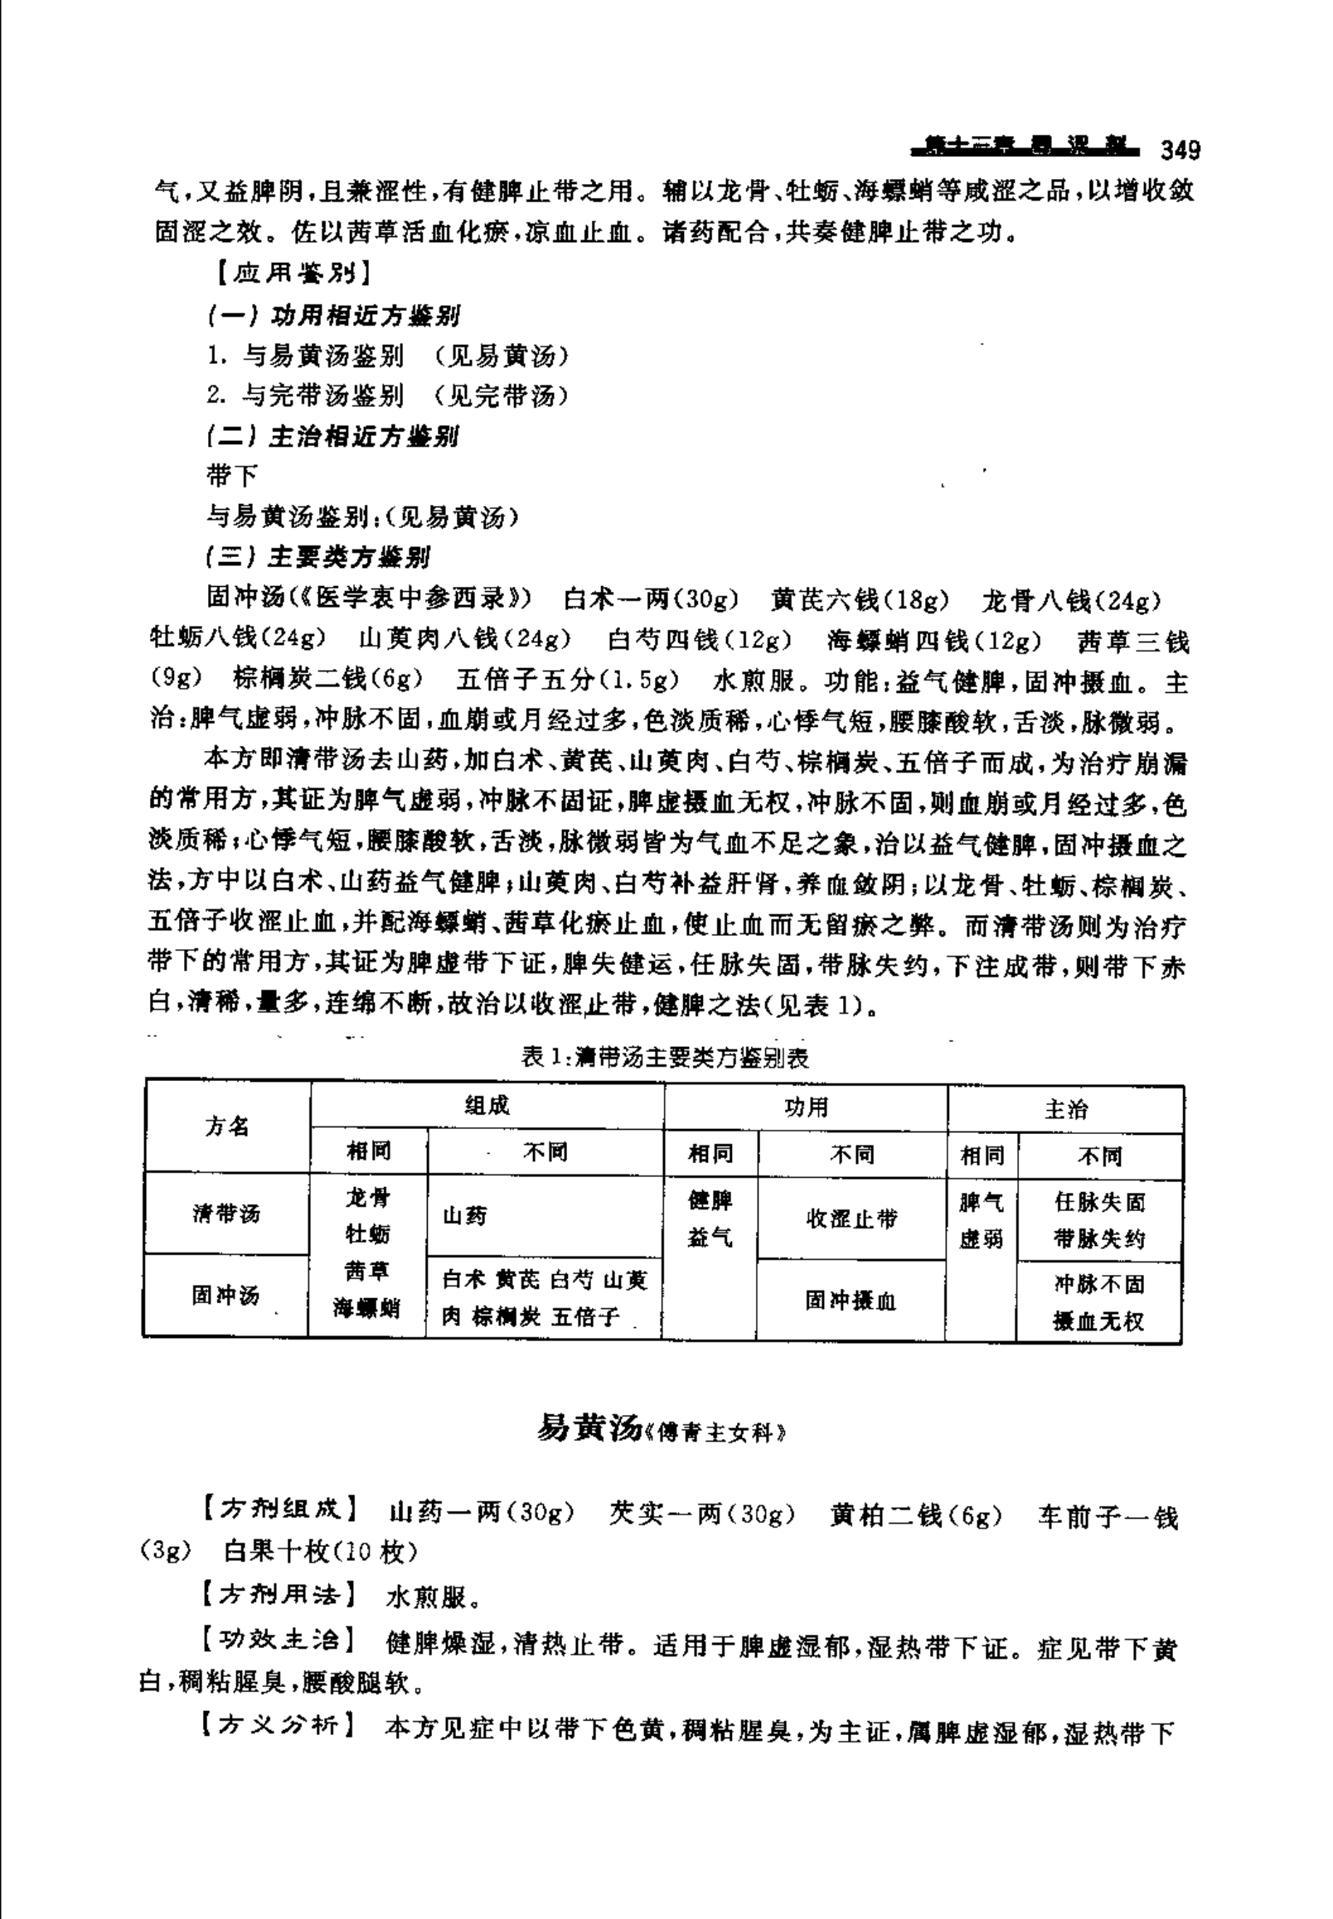 第十三章 固 涩 剂 349
气,又益脾阴,且兼涩性,有健脾止带之用。辅以龙骨、牡蛎、海螵蛸等咸涩之品,以增收敛
固涩之效。佐以茜草活血化瘀,凉血止血。诸药配合,共奏健脾止带之功。
【应用鉴别】
(一)功用相近方鉴别
1. 与易黄汤鉴别 (见易黄汤)
2. 与完带汤鉴别 (见完带汤)
(二)主治相近方鉴别
带下
与易黄汤鉴别:(见易黄汤)
(三)主要类方鉴别
固冲汤(《医学衷中参西录》) 白术一两(30g) 黄芪六钱(18g) 龙骨八钱(24g)
牡蛎八钱(24g) 山萸肉八钱(24g) 白芍四钱(12g) 海螵蛸四钱(12g) 茜草三钱
(9g) 棕榈炭二钱(6g) 五倍子五分(1.5g) 水煎服。功能:益气健脾,固冲摄血。主
治:脾气虚弱,冲脉不固,血崩或月经过多,色淡质稀,心悸气短,腰膝酸软,舌淡,脉微弱。
本方即清带汤去山药,加白术、黄芪、山萸肉、白芍、棕榈炭、五倍子而成,为治疗崩漏
的常用方,其证为脾气虚弱,冲脉不固证,脾虚摄血无权,冲脉不固,则血崩或月经过多,色
淡质稀;心悸气短,腰膝酸软,舌淡,脉微弱皆为气血不足之象,治以益气健脾,固冲摄血之
法,方中以白术、山药益气健脾;山萸肉、白芍补益肝肾,养血敛阴;以龙骨、牡蛎、棕榈炭、
五倍子收涩止血,并配海螵蛸、茜草化瘀止血,使止血而无留瘀之弊。而清带汤则为治疗
带下的常用方,其证为脾虚带下证,脾失健运,任脉失固,带脉失约,下注成带,则带下赤
白,清稀,量多,连绵不断,故治以收涩止带,健脾之法(见表1)。
表1:清带汤主要类方鉴别表
方名 组成 功用 主治
相同 不同 相同 不同 相同 不同
清带汤 龙骨 牡蛎 茜草 海螵蛸 山药 健脾 益气 收涩止带 脾气 虚弱 任脉失固 带脉失约
固冲汤 白术 黄芪 白芍 山萸 肉 棕榈炭 五倍子 固冲摄血 冲脉不固 摄血无权
易黄汤《傅青主女科》
【方剂组成】 山药一两(30g) 芡实一两(30g) 黄柏二钱(6g) 车前子一钱
(3g) 白果十枚(10枚)
【方剂用法】 水煎服。
【功效主治】 健脾燥湿,清热止带。适用于脾虚湿郁,湿热带下证。症见带下黄
白,稠粘腥臭,腰酸腿软。
【方义分析】 本方见症中以带下色黄,稠粘腥臭,为主证,属脾虚湿郁,湿热带下